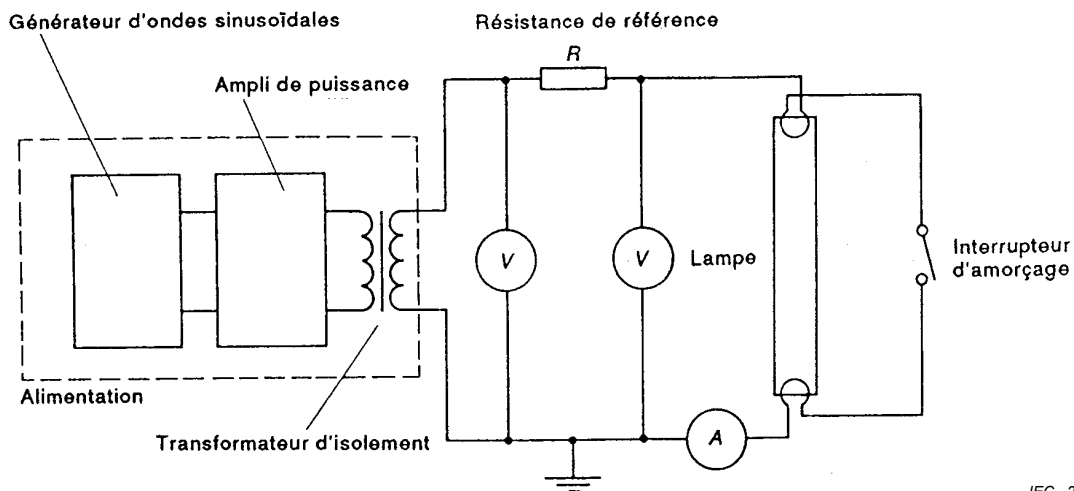 Générateur d'ondes sinusoïdales
Résistance de référence
R
Ampli de puissance
V
V
Lampe
Interrupteur
d'amorçage
Alimentation
Transformateur d'isolement
A